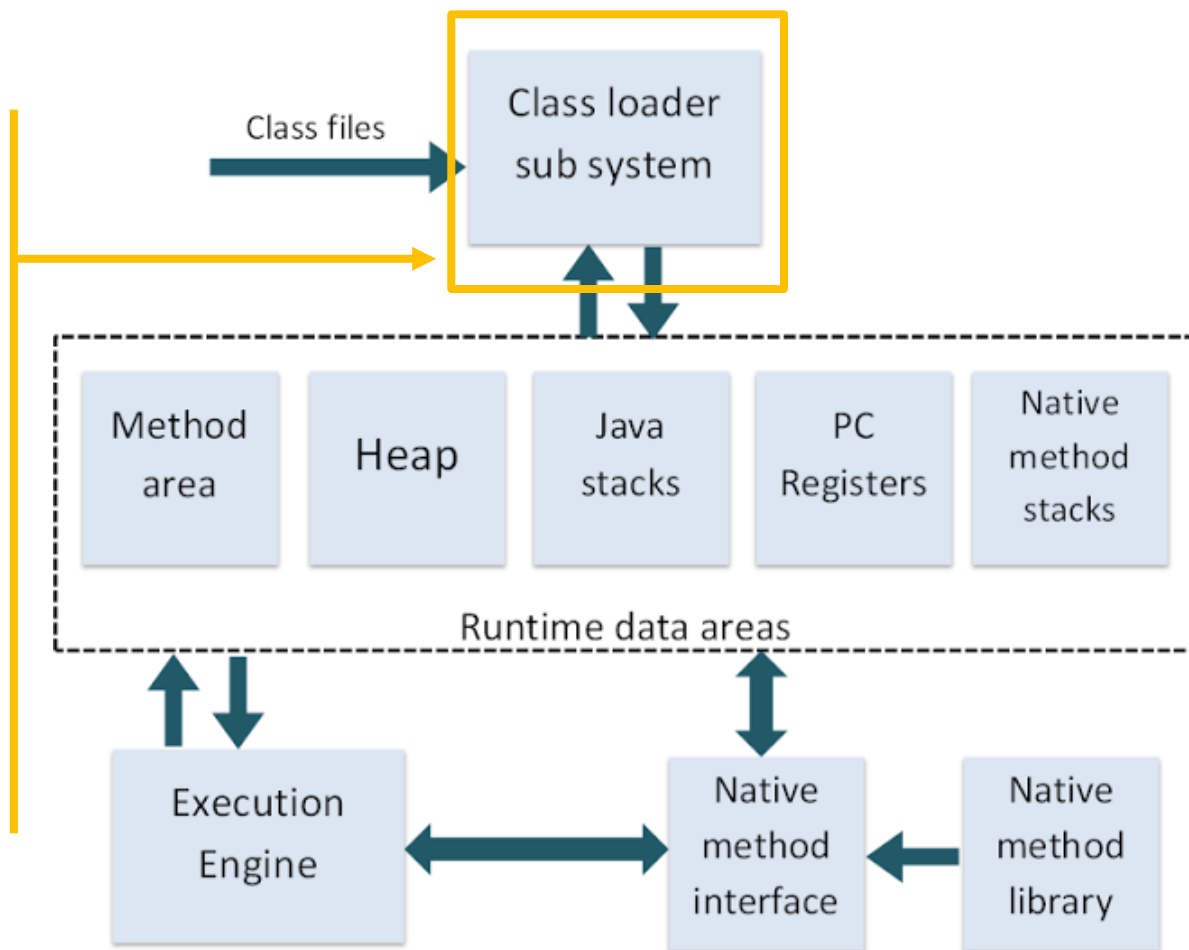 Class files
Class loader
sub system
Method
area
Heap
Java
stacks
PC
Registers
Native
method
stacks
Runtime data areas
Execution
Engine
Native
method
interface
Native
method
library